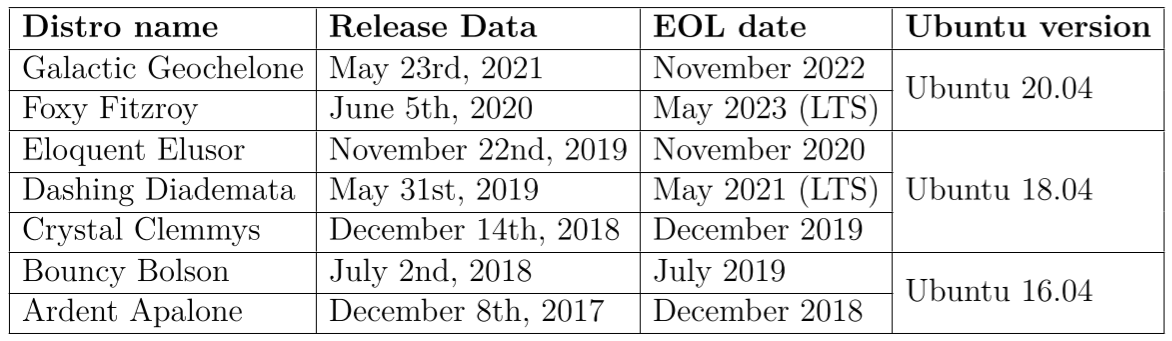 Distro name Release Data EOL date Ubuntu version
Galactic Geochelone May 23rd, 2021 November 2022 Ubuntu 20.04
Foxy Fitzroy June 5th, 2020 May 2023 (LTS)
Eloquent Elusor November 22nd, 2019 November 2020
Dashing Diademata May 31st, 2019 May 2021 (LTS) Ubuntu 18.04
Crystal Clemmys December 14th, 2018 December 2019
Bouncy Bolson July 2nd, 2018 July 2019 Ubuntu 16.04
Ardent Apalone December 8th, 2017 December 2018